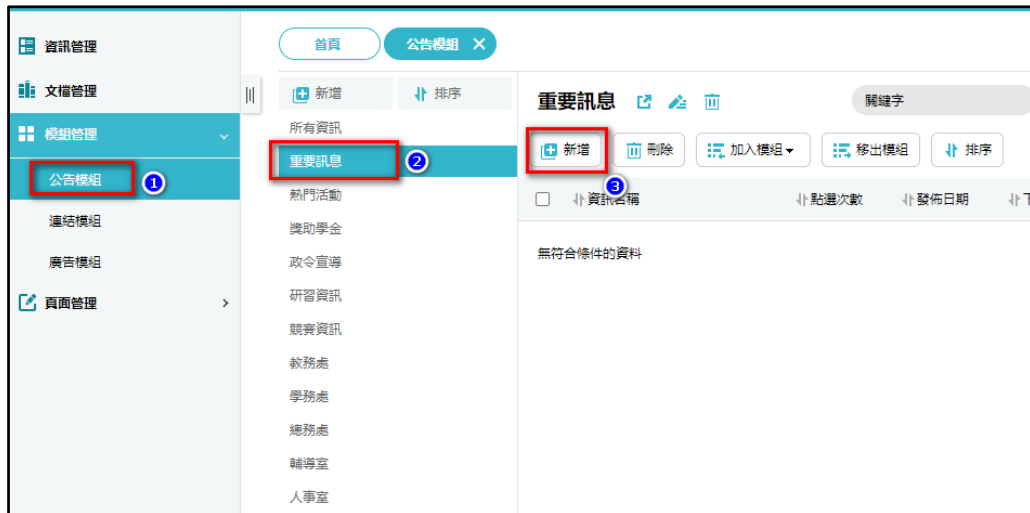 資訊管理
文檔管理
模組管理
公告模組
1
連結模組
廣告模組
頁面管理
首頁
公告模組
新增
排序
所有資訊
重要訊息
2
熱門活動
獎助學金
政令宣導
研習資訊
競賽資訊
教務處
學務處
總務處
輔導室
人事室
重要訊息
關鍵字
新增
刪除
加入模組
移出模組
排序
3
資訊名稱
點選次數
發佈日期
下
無符合條件的資料